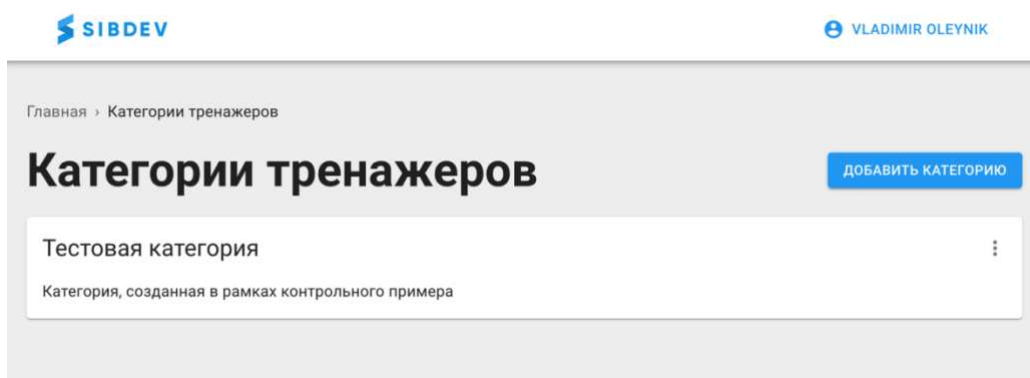 SIBDEV
VLADIMIR OLEYNIK
Главная › Категории тренажеров
Категории тренажеров
ДОБАВИТЬ КАТЕГОРИЮ
Тестовая категория
Категория, созданная в рамках контрольного примера